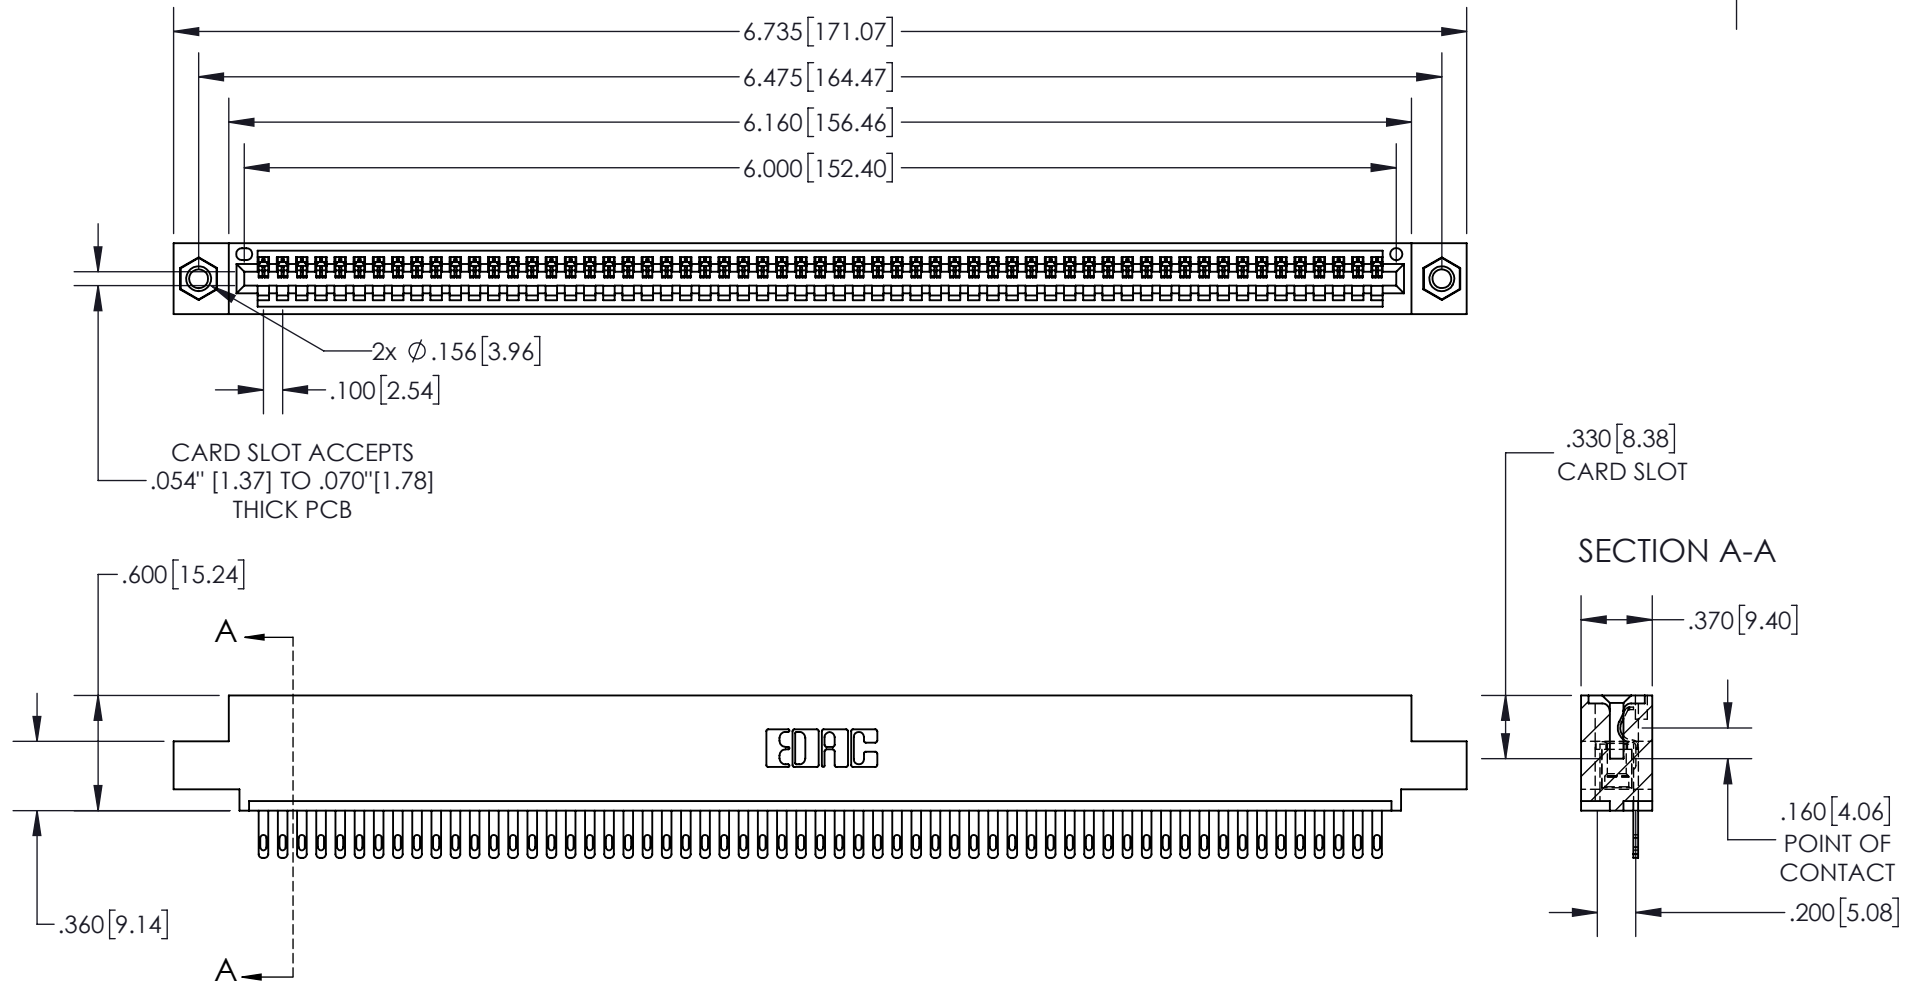 6.735[171.07]
6.475[164.47]
6.160[156.46]
6.000[152.40]
2x ∅.156[3.96]
.100[2.54]
CARD SLOT ACCEPTS
.054" [1.37] TO .070"[1.78]
THICK PCB
.330[8.38]
CARD SLOT
SECTION A-A
.600[15.24]
A
.370[9.40]
EDAC
.160[4.06]
POINT OF
CONTACT
.200[5.08]
.360[9.14]
A